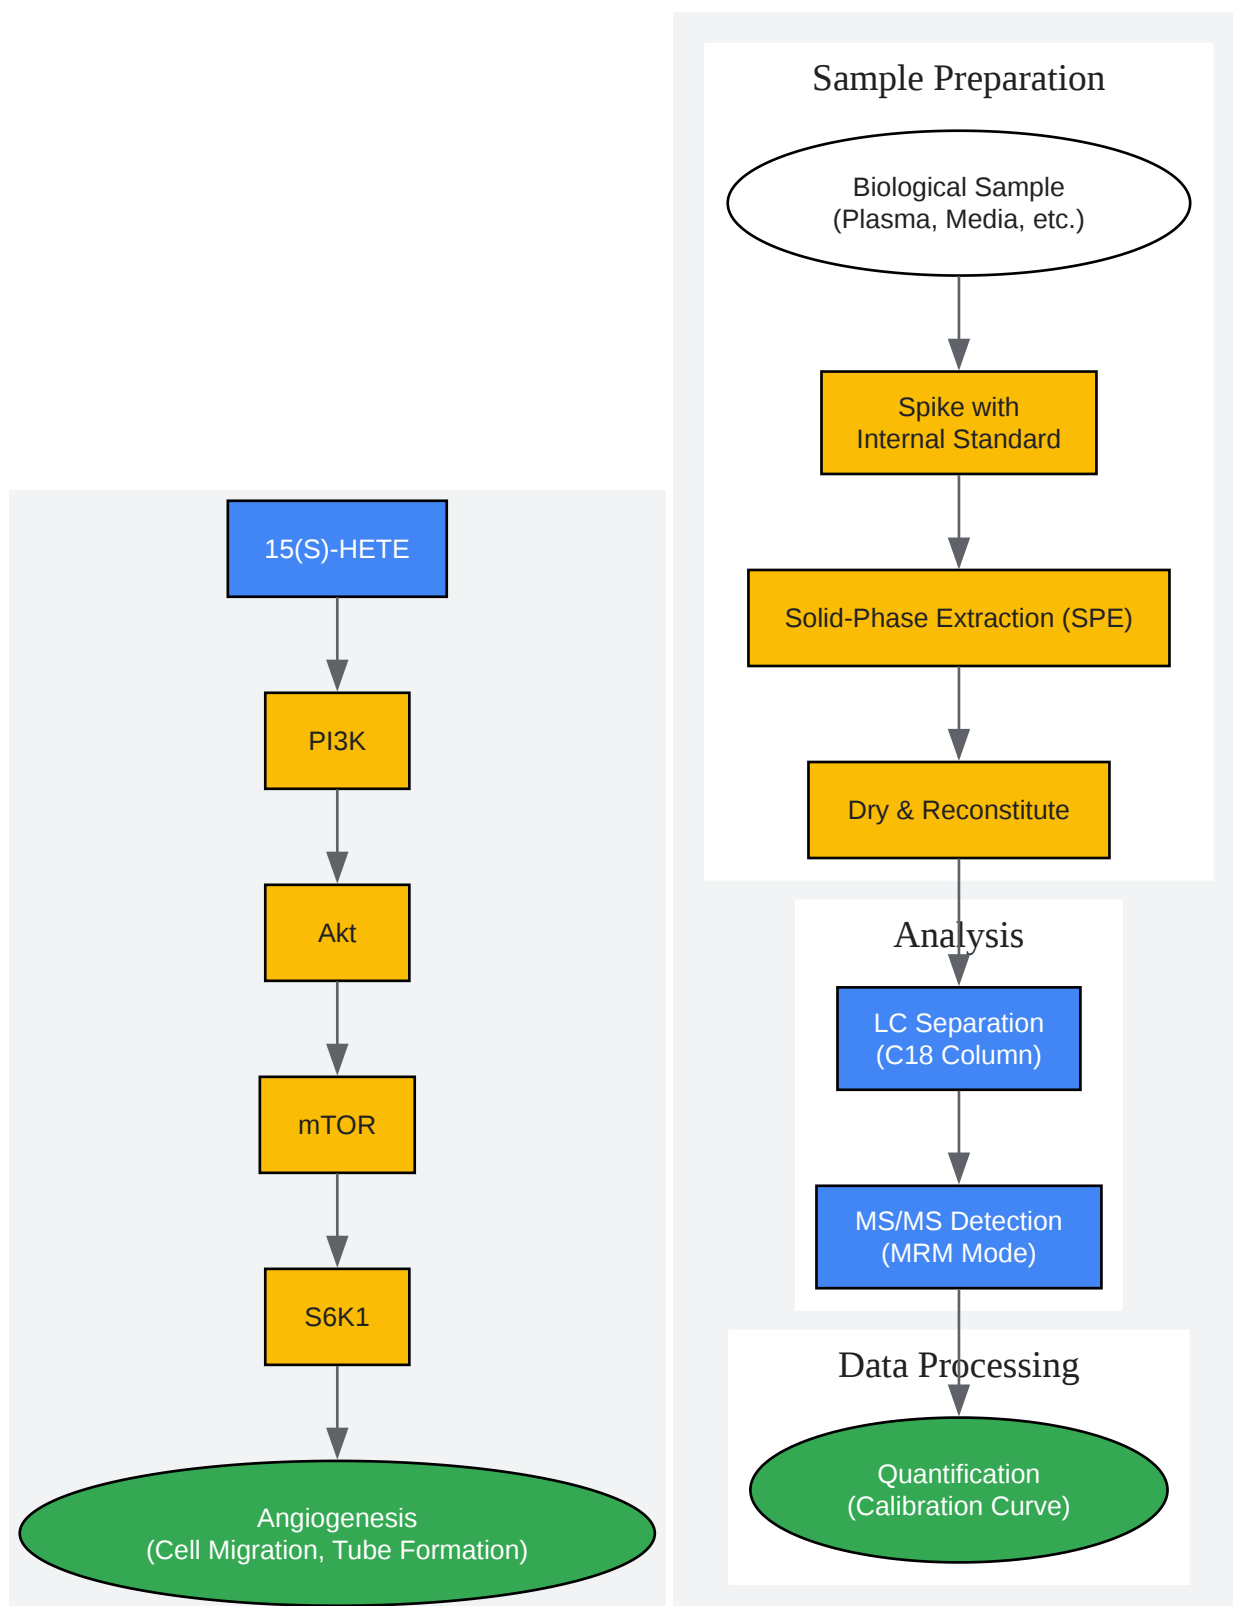 15(S)-HETE
PI3K
Akt
mTOR
S6K1
Angiogenesis
(Cell Migration, Tube Formation)
Sample Preparation
Biological Sample
(Plasma, Media, etc.)
Spike with
Internal Standard
Solid-Phase Extraction (SPE)
Dry & Reconstitute
Analysis
LC Separation
(C18 Column)
MS/MS Detection
(MRM Mode)
Data Processing
Quantification
(Calibration Curve)